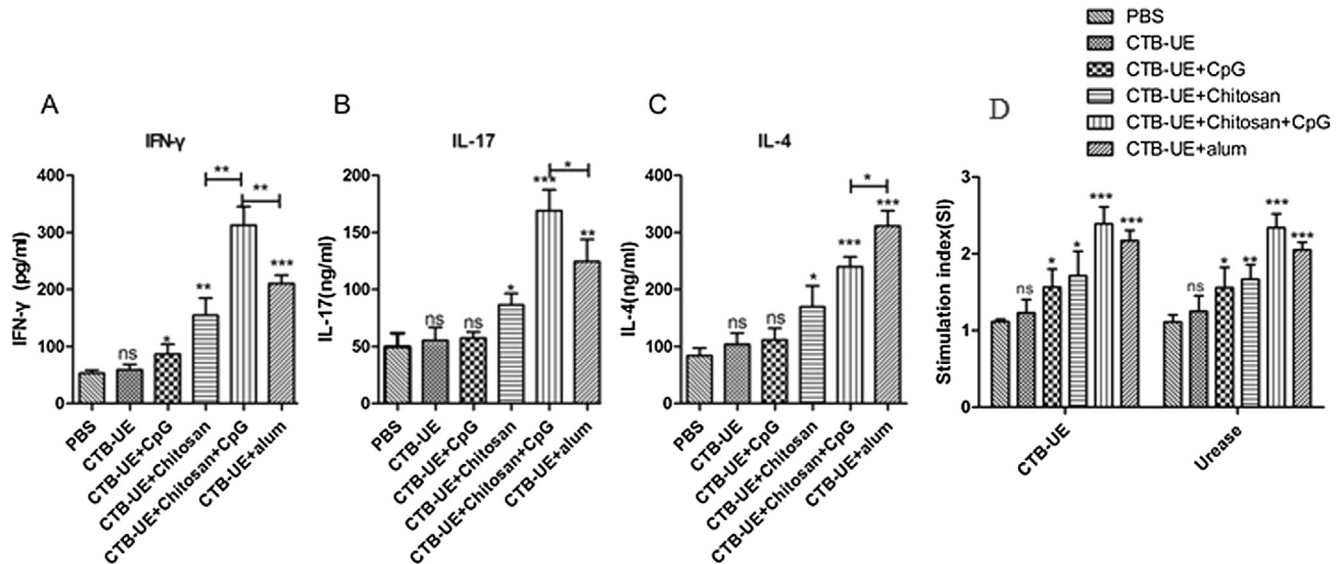 PBS
CTB-UE
CTB-UE+CpG
CTB-UE+Chitosan
CTB-UE+Chitosan+CpG
CTB-UE+alum
A
IFN-γ
IFN-γ (pg/ml)
400
300
200
100
0
ns
*
**
***
**
**
PBS
CTB-UE
CTB-UE+CpG
CTB-UE+Chitosan
CTB-UE+Chitosan+CpG
CTB-UE+alum
B
IL-17
IL-17(ng/ml)
200
150
100
50
0
ns
ns
*
***
**
*
PBS
CTB-UE
CTB-UE+CpG
CTB-UE+Chitosan
CTB-UE+Chitosan+CpG
CTB-UE+alum
C
IL-4
IL-4(ng/ml)
400
300
200
100
0
ns
ns
*
***
***
*
PBS
CTB-UE
CTB-UE+CpG
CTB-UE+Chitosan
CTB-UE+Chitosan+CpG
CTB-UE+alum
D
Stimulation index(SI)
3
2
1
0
ns
*
*
***
***
ns
*
**
***
***
CTB-UE
Urease